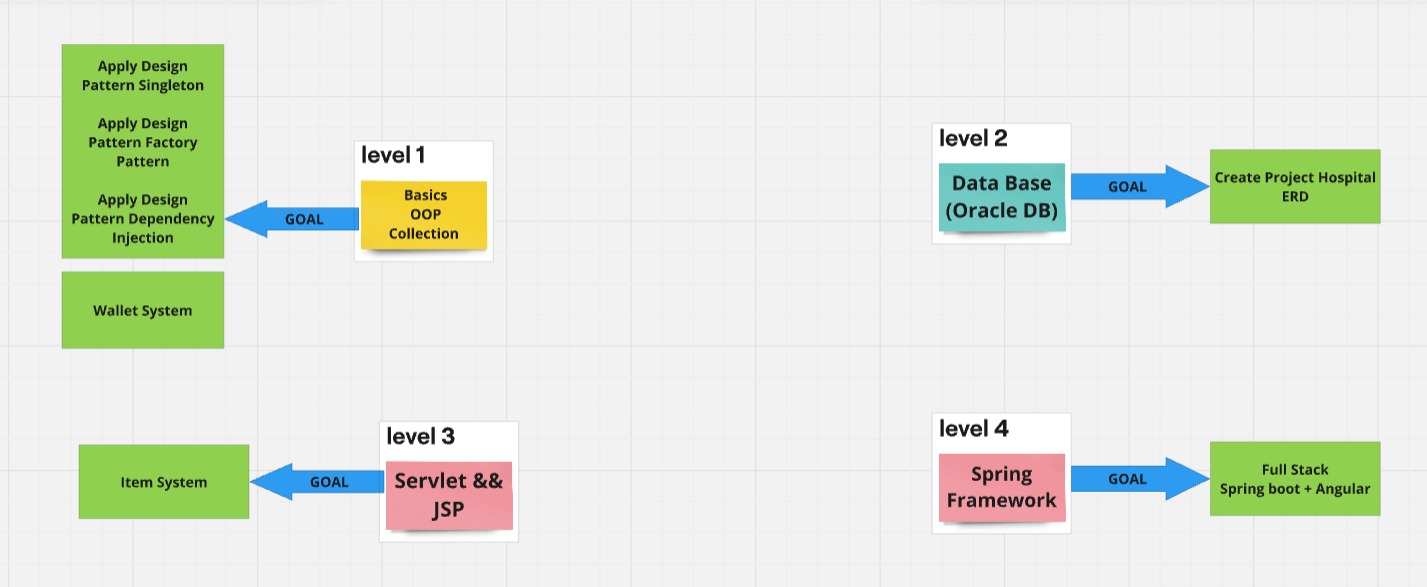 Apply Design
Pattern Singleton
Apply Design
Pattern Factory
Pattern
Apply Design
Pattern Dependency
Injection
Wallet System
GOAL
level 1
Basics
OOP
Collection
level 2
Data Base
(Oracle DB)
GOAL
Create Project Hospital
ERD
Item System
GOAL
level 3
Servlet &&
JSP
level 4
Spring
Framework
GOAL
Full Stack
Spring boot + Angular